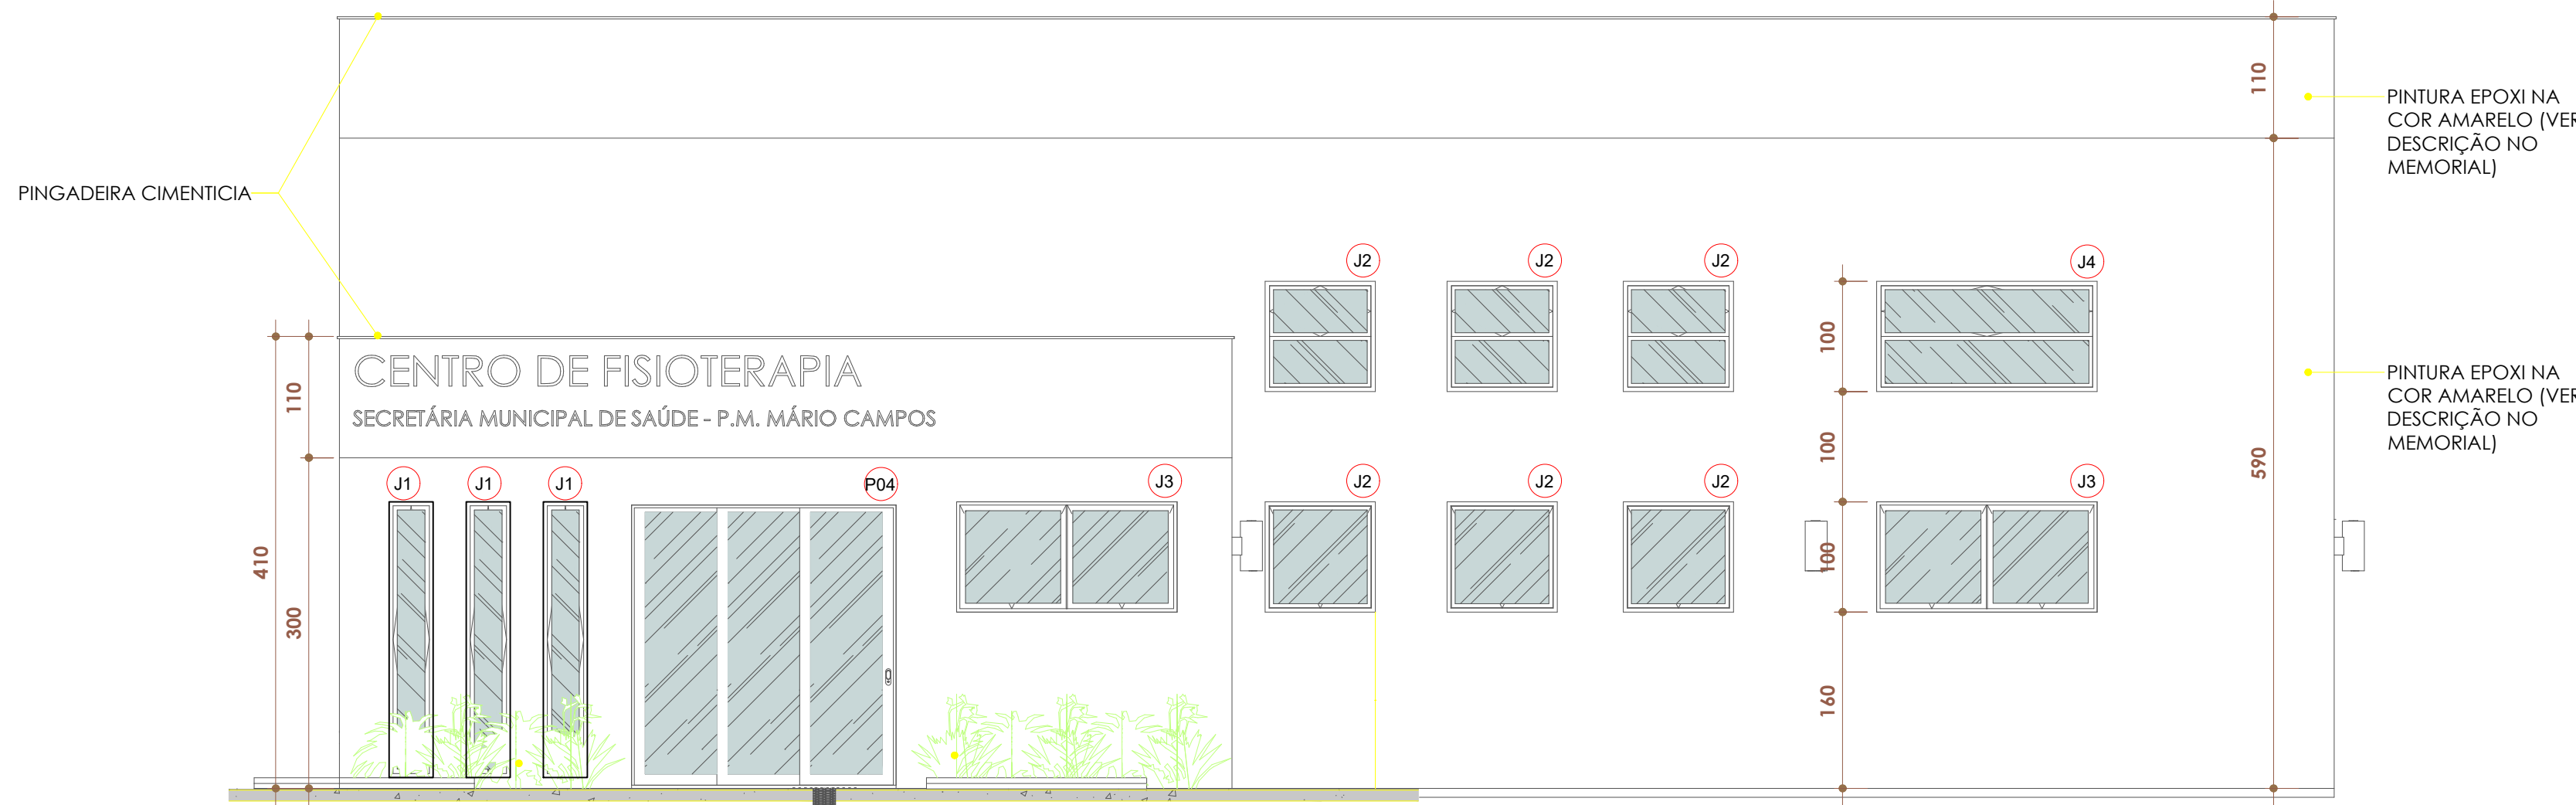 110
PINTURA EPOXI NA
COR AMARELO (VER
DESCRIÇÃO NO
MEMORIAL)
PINGADEIRA CIMENTICIA
J2
J2
J2
J4
100
110
CENTRO DE FISIOTERAPIA
SECRETÁRIA MUNICIPAL DE SAÚDE - P.M. MÁRIO CAMPOS
PINTURA EPOXI NA
COR AMARELO (VER
DESCRIÇÃO NO
MEMORIAL)
100
590
J1
J1
J1
P04
J3
J2
J2
J2
J3
410
100
300
160